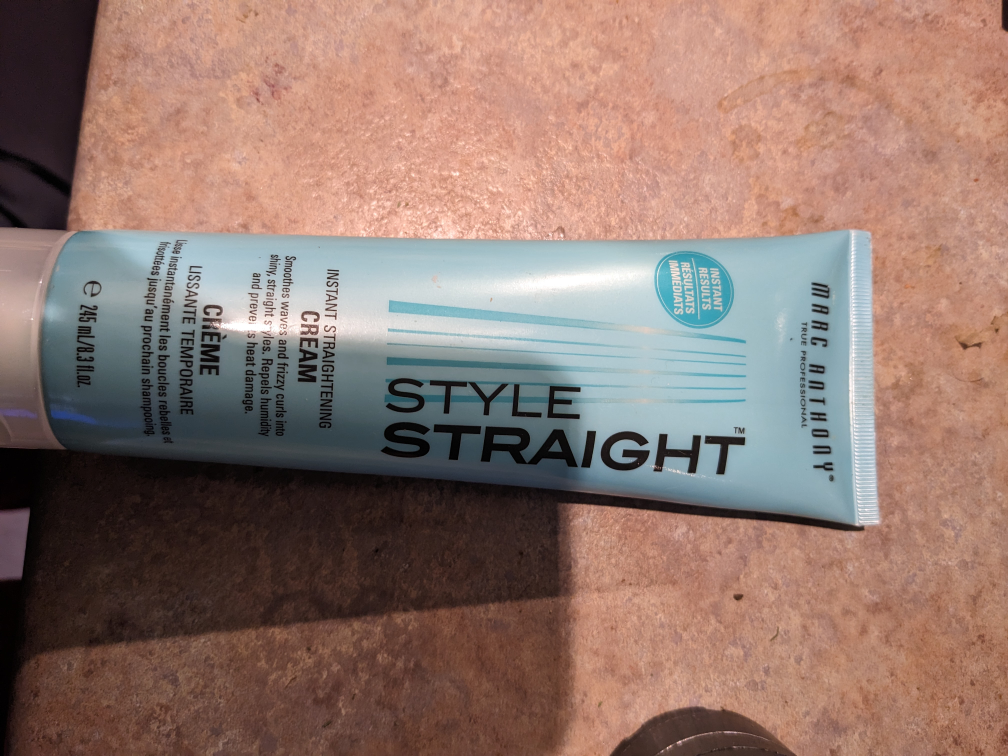 MARC ANTHONY®
TRUE PROFESSIONAL
INSTANT
RESULTS
RÉSULTATS
IMMÉDIATS
STYLE
STRAIGHT™
INSTANT STRAIGHTENING
CREAM
Smoothes waves and frizzy curls into
shiny, straight styles. Repels humidity
and prevents heat damage.
CRÈME
LISSANTE TEMPORAIRE
Lisse instantanément les boucles rebelles et
frisottées jusqu'au prochain shampooing.
℮ 245 ml/8.3 fl.oz.